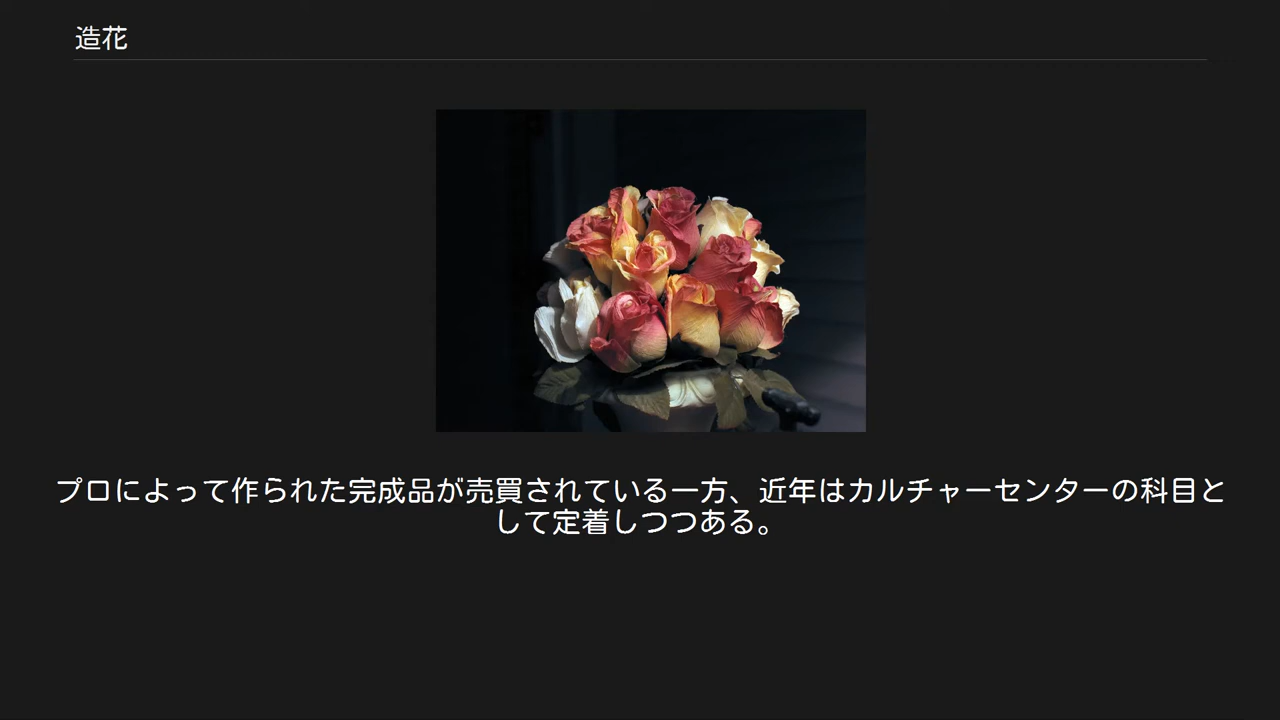 造花
プロによって作られた完成品が売買されている一方、近年はカルチャーセンターの科目と
して定着しつつある。